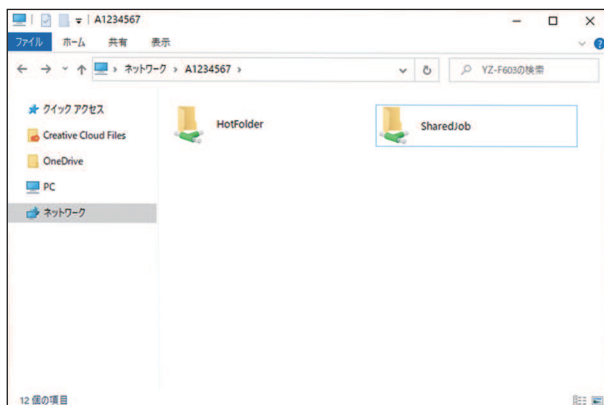 A1234567
ファイル ホーム 共有 表示
ネットワーク › A1234567 ›
YZ-F603の検索
クイック アクセス
Creative Cloud Files
OneDrive
PC
ネットワーク
HotFolder
SharedJob
12 個の項目